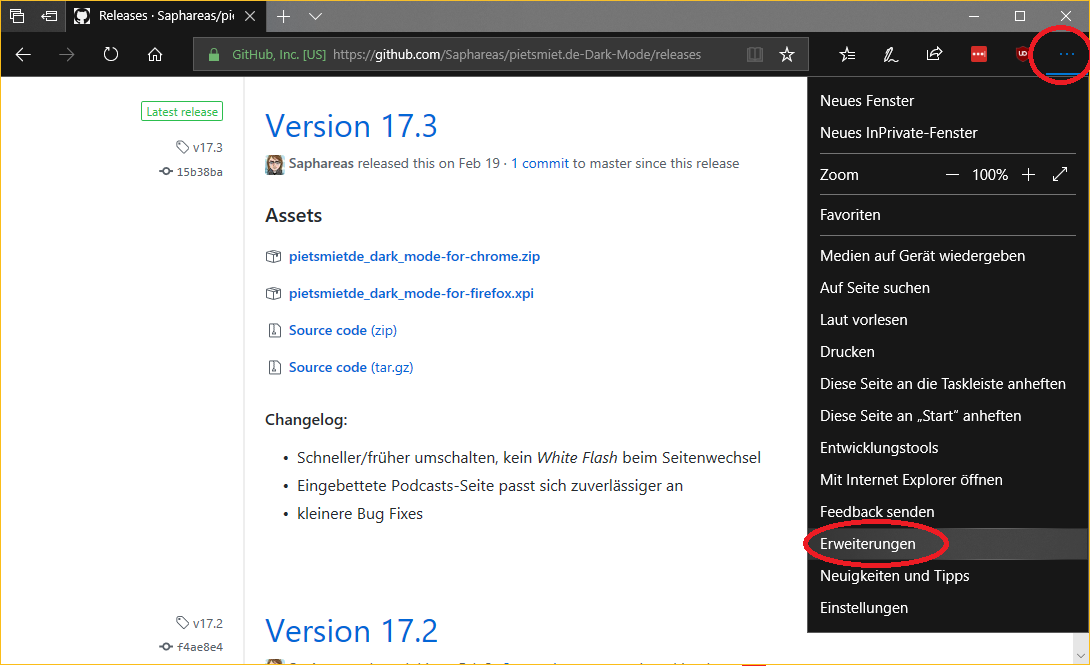 Releases · Saphareas/pie
GitHub, Inc. [US] https://github.com/Saphareas/pietsmiet.de-Dark-Mode/releases
Latest release
v17.3
15b38ba
Version 17.3
Saphareas released this on Feb 19 · 1 commit to master since this release
Assets
pietsmietde_dark_mode-for-chrome.zip
pietsmietde_dark_mode-for-firefox.xpi
Source code (zip)
Source code (tar.gz)
Changelog:
• Schneller/früher umschalten, kein White Flash beim Seitenwechsel
• Eingebettete Podcasts-Seite passt sich zuverlässiger an
• kleinere Bug Fixes
v17.2
f4ae8e4
Version 17.2
Neues Fenster
Neues InPrivate-Fenster
Zoom — 100% +
Favoriten
Medien auf Gerät wiedergeben
Auf Seite suchen
Laut vorlesen
Drucken
Diese Seite an die Taskleiste anheften
Diese Seite an „Start“ anheften
Entwicklungstools
Mit Internet Explorer öffnen
Feedback senden
Erweiterungen
Neuigkeiten und Tipps
Einstellungen